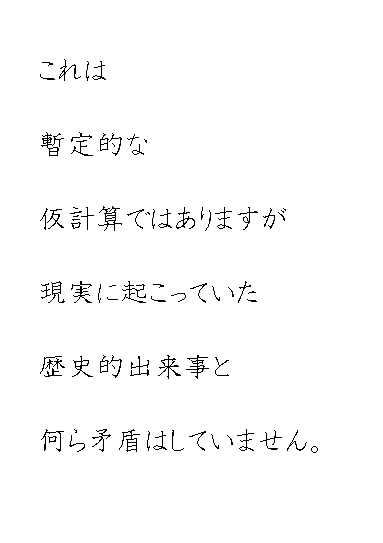 これは
暫定的な
仮計算ではありますが
現実に起こっていた
歴史的出来事と
何ら矛盾はしていません。